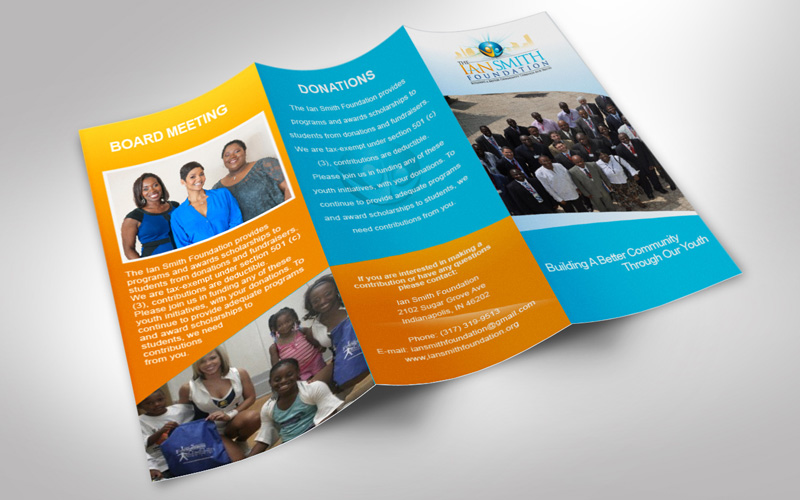 BOARD MEETING
The Ian Smith Foundation provides
programs and awards scholarships to
students from donations and fundraisers.
We are tax-exempt under section 501 (c)
(3), contributions are deductible.
Please join us in funding any of these
youth initiatives, with your donations. To
continue to provide adequate programs
and award scholarships to
students, we need
contributions
from you.
DONATIONS
The Ian Smith Foundation provides
programs and awards scholarships to
students from donations and fundraisers.
We are tax-exempt under section 501 (c)
(3), contributions are deductible.
Please join us in funding any of these
youth initiatives, with your donations. To
continue to provide adequate programs
and award scholarships to students, we
need contributions from you.
If you are interested in making a
contribution or have any questions
please contact:
Ian Smith Foundation
2102 Sugar Grove Ave
Indianapolis, IN 46202
Phone: (317) 319-9513
E-mail: iansmithfoundation@gmail.com
www.iansmithfoundation.org
THE
IAN SMITH
FOUNDATION
Building A Better Community
Through Our Youth